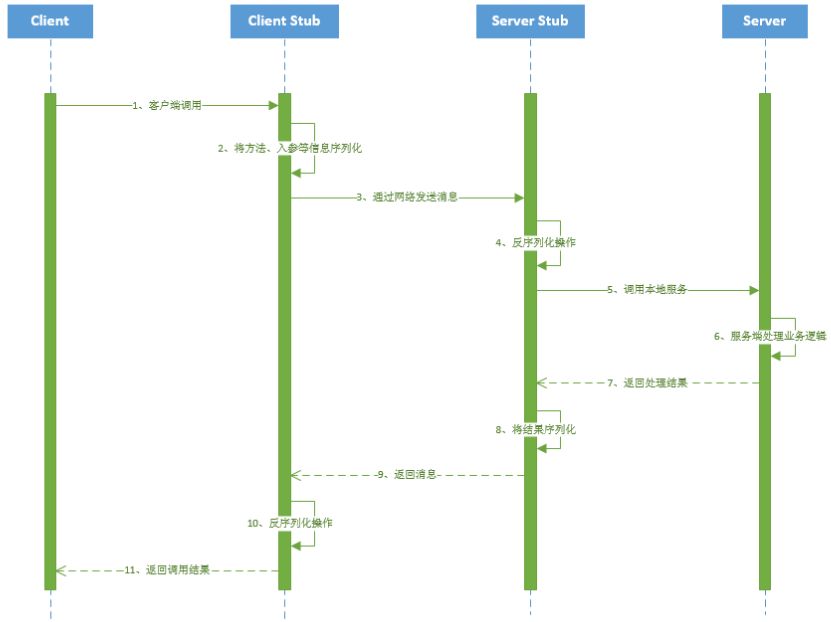 Client
Client Stub
Server Stub
Server
1、客户端调用
2、将方法、入参等信息序列化
3、通过网络发送消息
4、反序列化操作
5、调用本地服务
6、服务端处理业务逻辑
7、返回处理结果
8、将结果序列化
9、返回消息
10、反序列化操作
11、返回调用结果